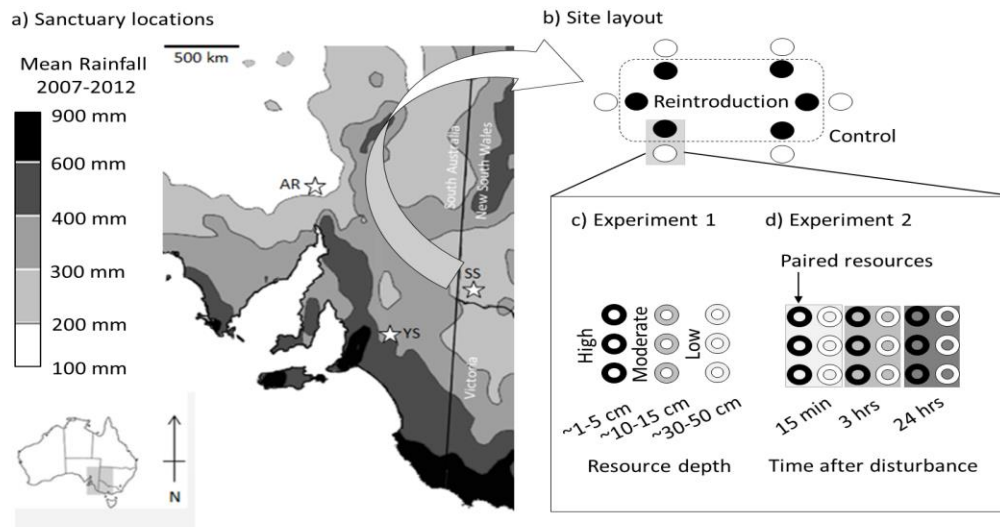 a) Sanctuary locations
Mean Rainfall
2007-2012
900 mm
600 mm
400 mm
300 mm
200 mm
100 mm
500 km
AR
South Australia
New South Wales
SS
YS
Victoria
N
b) Site layout
Reintroduction
Control
c) Experiment 1
High
Moderate
Low
~1-5 cm
~10-15 cm
~30-50 cm
Resource depth
d) Experiment 2
Paired resources
15 min
3 hrs
24 hrs
Time after disturbance